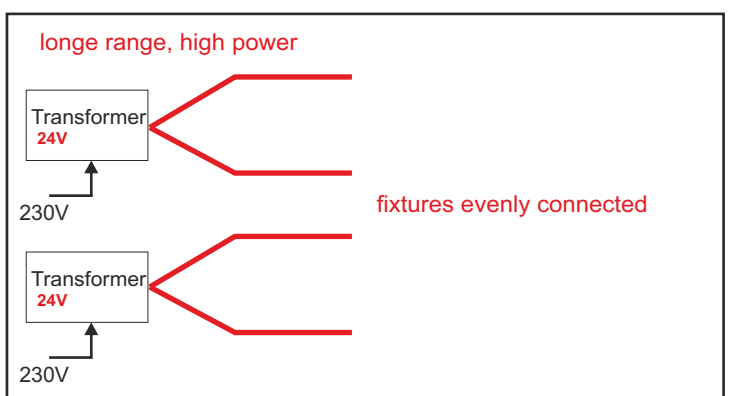 longe range, high power
Transformer
24V
230V
fixtures evenly connected
Transformer
24V
230V